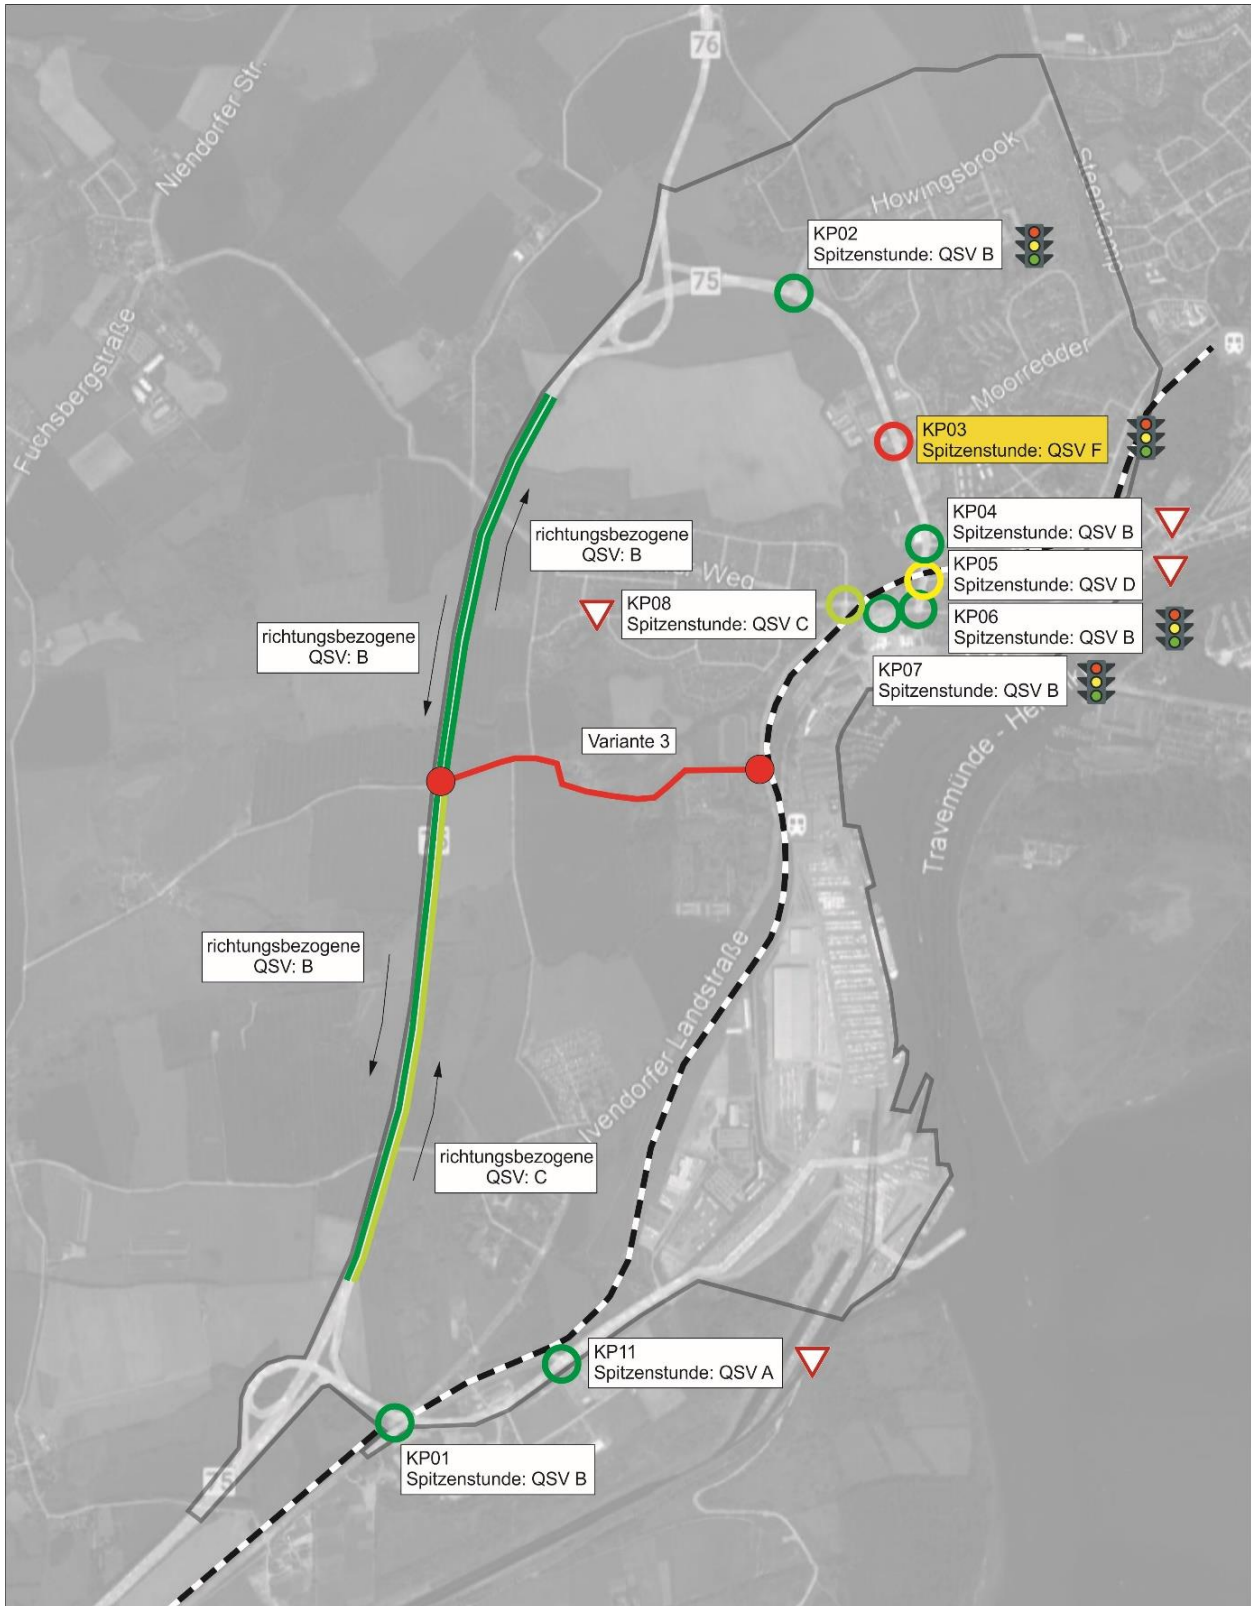 76
Niendorfer Str.
Howingsbrook
Steenkamp
KP02
Spitzenstunde: QSV B
75
Fuchsbergstraße
Moorredder
KP03
Spitzenstunde: QSV F
KP04
Spitzenstunde: QSV B
richtungsbezogene
QSV: B
Weg
KP05
Spitzenstunde: QSV D
KP08
Spitzenstunde: QSV C
KP06
Spitzenstunde: QSV B
richtungsbezogene
QSV: B
KP07
Spitzenstunde: QSV B
Variante 3
Travemünde -
richtungsbezogene
QSV: B
Ivendorfer Landstraße
richtungsbezogene
QSV: C
KP11
Spitzenstunde: QSV A
KP01
Spitzenstunde: QSV B
75